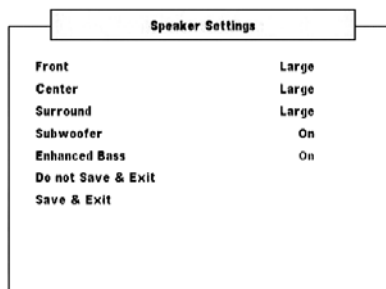 Speaker Settings
Front Large
Center Large
Surround Large
Subwoofer On
Enhanced Bass On
Do not Save & Exit
Save & Exit